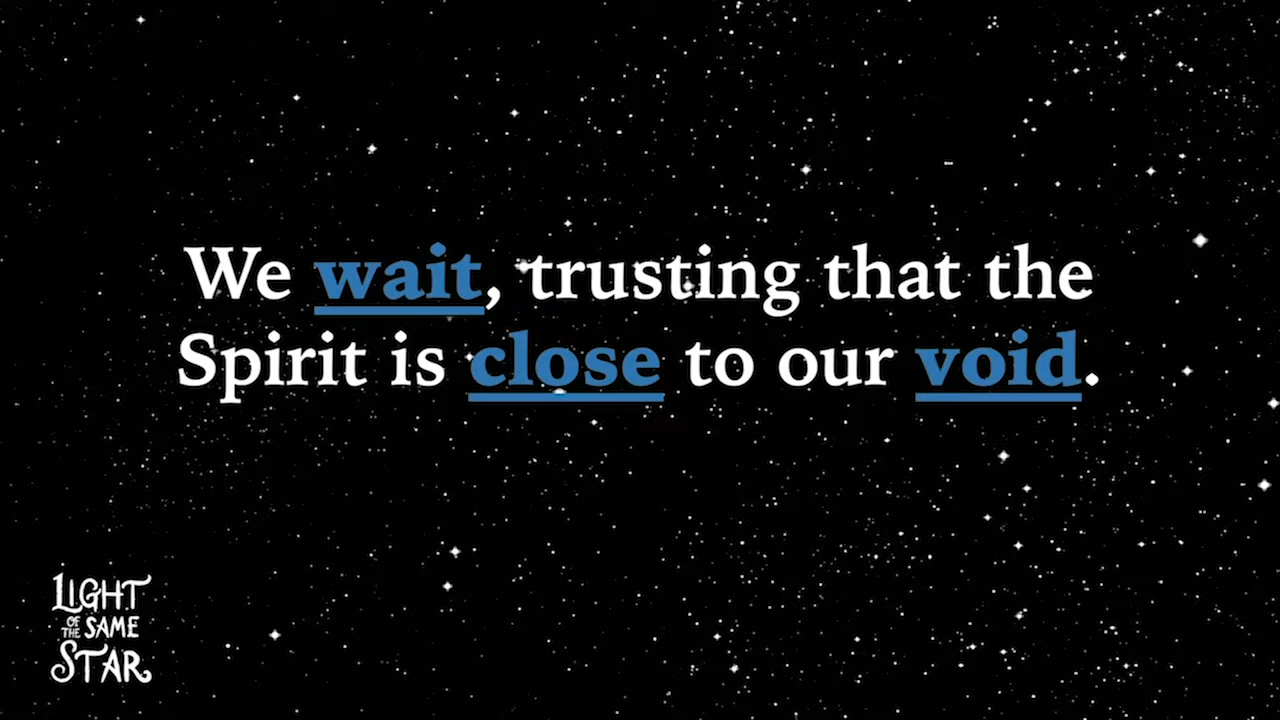 We wait, trusting that the
Spirit is close to our void.
LIGHT
OF THE SAME
STAR